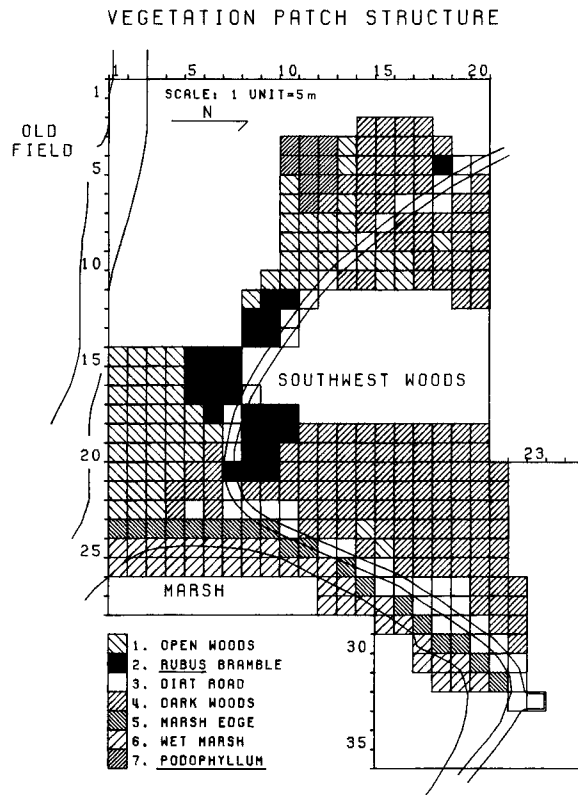 VEGETATION PATCH STRUCTURE
1 5 10 15 20
1
SCALE: 1 UNIT=5m
N
OLD
FIELD
5
10
15
SOUTHWEST WOODS
20
23
25
MARSH
30
35
1. OPEN WOODS
2. RUBUS BRAMBLE
3. DIRT ROAD
4. DARK WOODS
5. MARSH EDGE
6. WET MARSH
7. PODOPHYLLUM